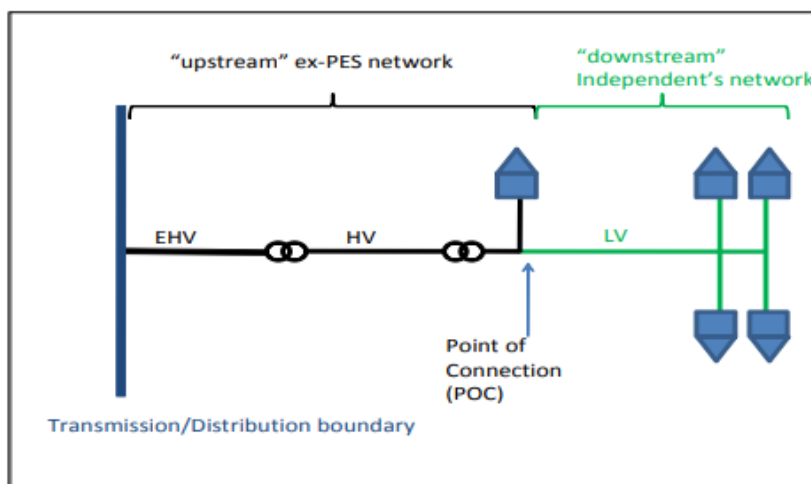 “upstream” ex-PES network
“downstream”
Independent’s network
EHV
HV
LV
Point of
Connection
(POC)
Transmission/Distribution boundary